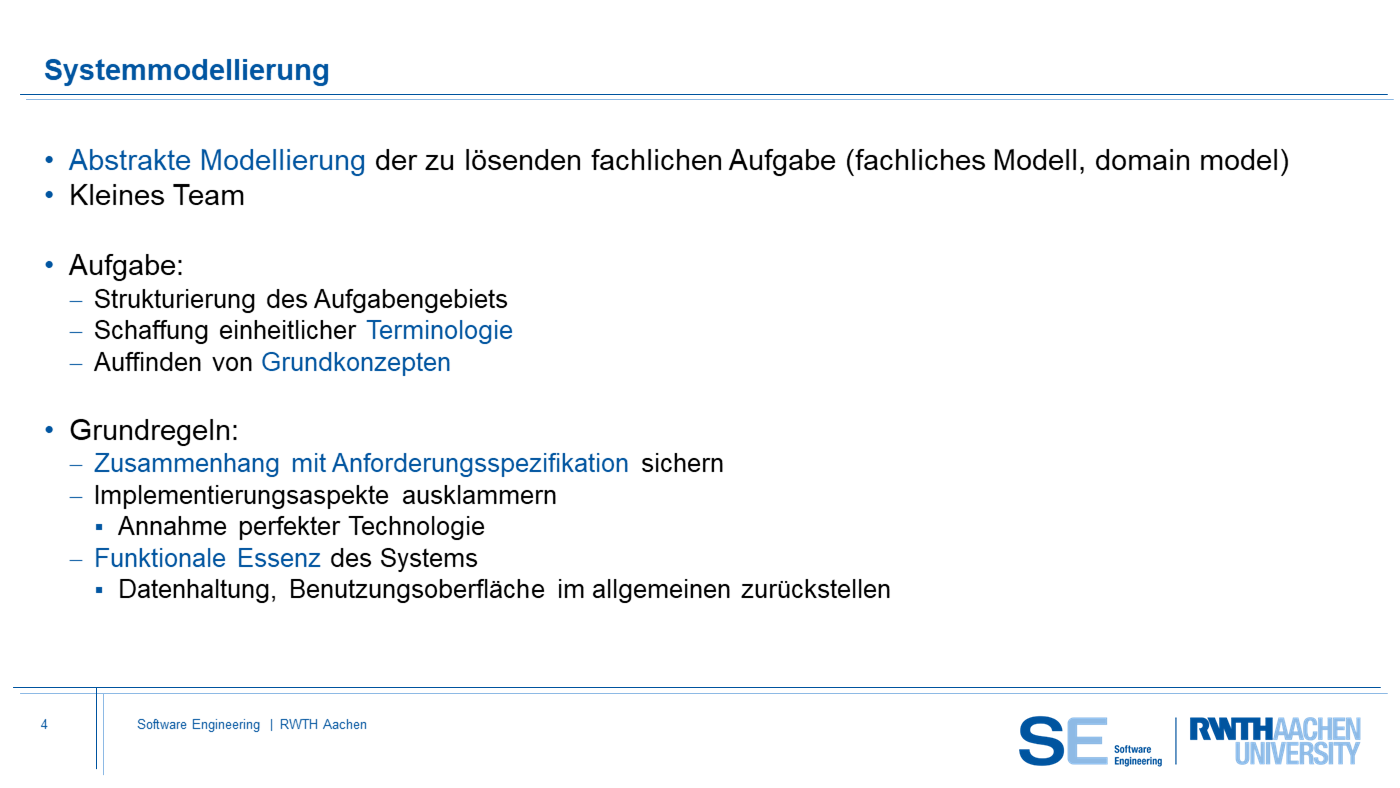 Systemmodellierung
• Abstrakte Modellierung der zu lösenden fachlichen Aufgabe (fachliches Modell, domain model)
• Kleines Team
• Aufgabe:
– Strukturierung des Aufgabengebiets
– Schaffung einheitlicher Terminologie
– Auffinden von Grundkonzepten
• Grundregeln:
– Zusammenhang mit Anforderungsspezifikation sichern
– Implementierungsaspekte ausklammern
▪ Annahme perfekter Technologie
– Funktionale Essenz des Systems
▪ Datenhaltung, Benutzungsoberfläche im allgemeinen zurückstellen
4
Software Engineering | RWTH Aachen
SE Software
Engineering
RWTHAACHEN
UNIVERSITY